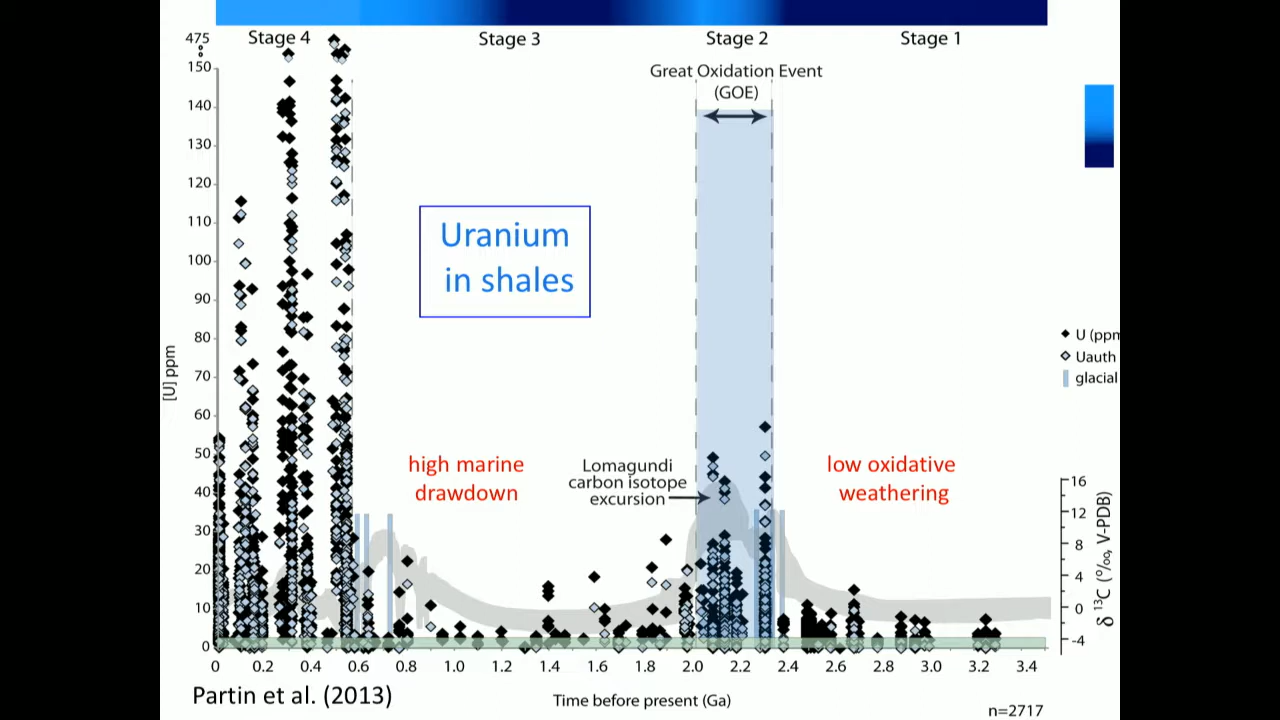 Stage 4
Stage 3
Stage 2
Stage 1
Great Oxidation Event
(GOE)
475
150
140
130
120
110
100
90
80
70
60
50
40
30
20
10
0
[U] ppm
Uranium
in shales
U (ppm
Uauth
glacial
high marine
drawdown
Lomagundi
carbon isotope
excursion
low oxidative
weathering
16
12
8
4
0
−4
δ 13C (‰, V-PDB)
0 0.2 0.4 0.6 0.8 1.0 1.2 1.4 1.6 1.8 2.0 2.2 2.4 2.6 2.8 3.0 3.2 3.4
Partin et al. (2013)
Time before present (Ga)
n=2717